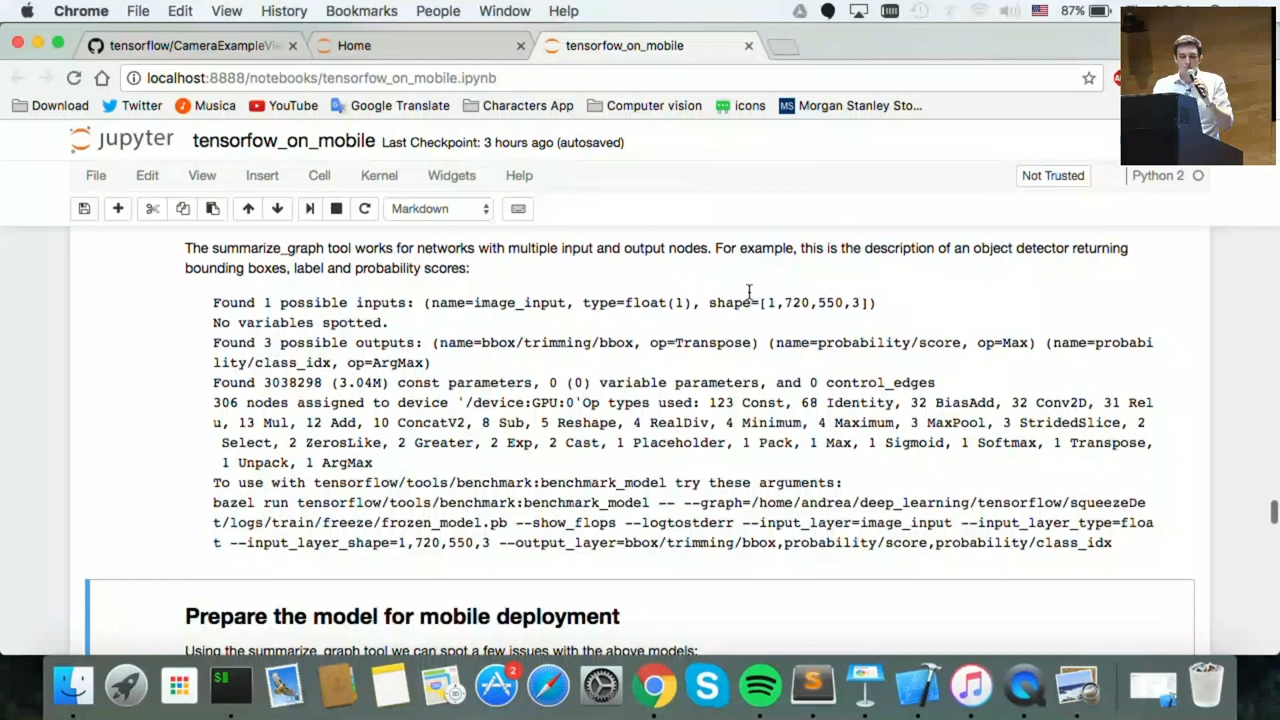 Chrome File Edit View History Bookmarks People Window Help 87%
tensorflow/CameraExampleVi Home tensorfow_on_mobile
localhost:8888/notebooks/tensorfow_on_mobile.ipynb
Download Twitter Musica YouTube Google Translate Characters App Computer vision icons MS Morgan Stanley Sto...
jupyter tensorfow_on_mobile Last Checkpoint: 3 hours ago (autosaved)
File Edit View Insert Cell Kernel Widgets Help Not Trusted Python 2
Markdown
The summarize_graph tool works for networks with multiple input and output nodes. For example, this is the description of an object detector returning
bounding boxes, label and probability scores:
Found 1 possible inputs: (name=image_input, type=float(1), shape=[1,720,550,3])
No variables spotted.
Found 3 possible outputs: (name=bbox/trimming/bbox, op=Transpose) (name=probability/score, op=Max) (name=probabi
lity/class_idx, op=ArgMax)
Found 3038298 (3.04M) const parameters, 0 (0) variable parameters, and 0 control_edges
306 nodes assigned to device '/device:GPU:0'Op types used: 123 Const, 68 Identity, 32 BiasAdd, 32 Conv2D, 31 Rel
u, 13 Mul, 12 Add, 10 ConcatV2, 8 Sub, 5 Reshape, 4 RealDiv, 4 Minimum, 4 Maximum, 3 MaxPool, 3 StridedSlice, 2
Select, 2 ZerosLike, 2 Greater, 2 Exp, 2 Cast, 1 Placeholder, 1 Pack, 1 Max, 1 Sigmoid, 1 Softmax, 1 Transpose,
1 Unpack, 1 ArgMax
To use with tensorflow/tools/benchmark:benchmark_model try these arguments:
bazel run tensorflow/tools/benchmark:benchmark_model -- --graph=/home/andrea/deep_learning/tensorflow/squeezeDe
t/logs/train/freeze/frozen_model.pb --show_flops --logtostderr --input_layer=image_input --input_layer_type=floa
t --input_layer_shape=1,720,550,3 --output_layer=bbox/trimming/bbox,probability/score,probability/class_idx
Prepare the model for mobile deployment
Using the summarize_graph tool we can spot a few issues with the above models:
2